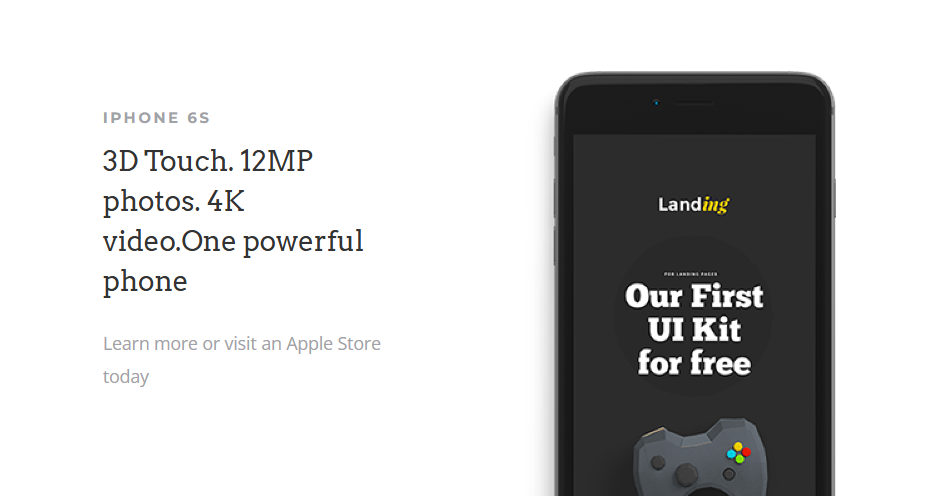 IPHONE 6S
3D Touch. 12MP
photos. 4K
video.One powerful
phone
Learn more or visit an Apple Store
today
Landing
FOR LANDING PAGES
Our First
UI Kit
for free